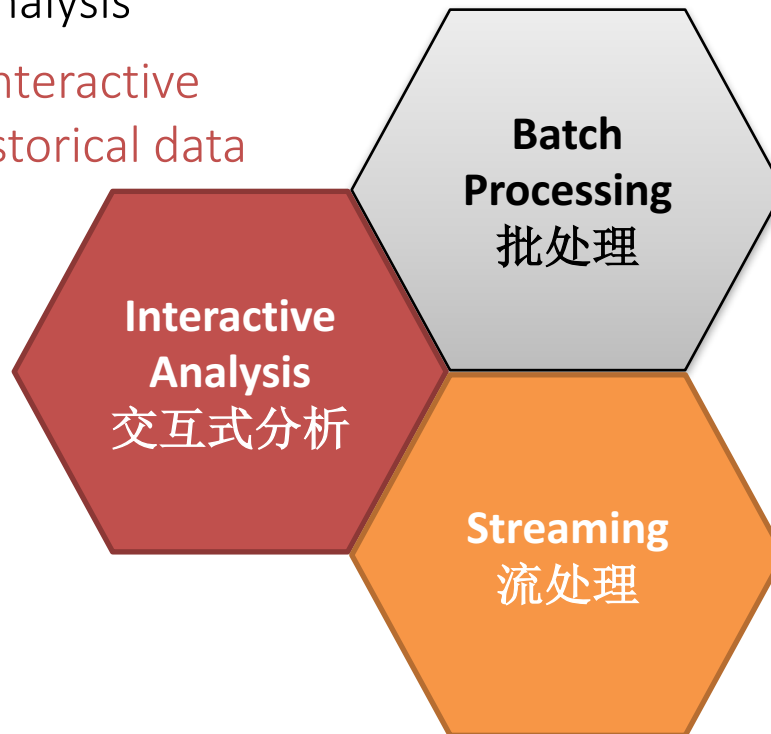 nalysis
nteractive
storical data
Batch
Processing
批处理
Interactive
Analysis
交互式分析
Streaming
流处理